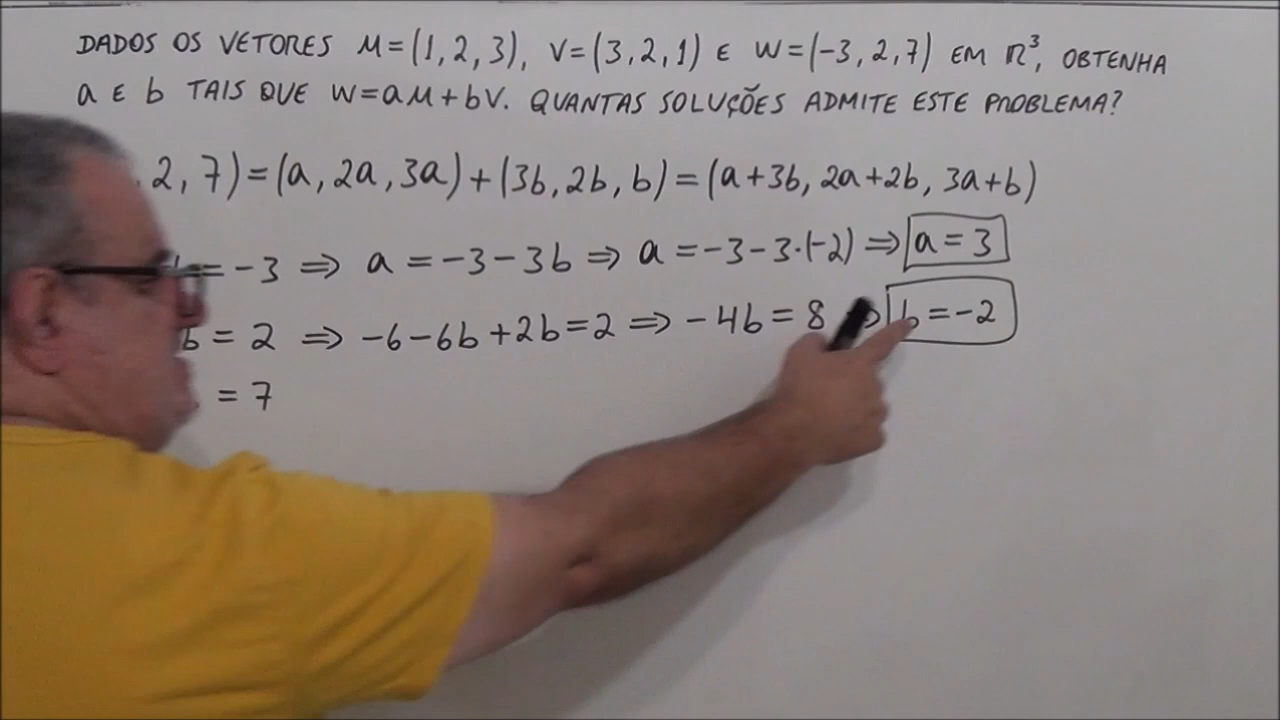 DADOS OS VETORES M=(1,2,3), V=(3,2,1) E W=(-3,2,7) EM ℝ³, OBTENHA
a E b TAIS QUE W=aM+bV. QUANTAS SOLUÇÕES ADMITE ESTE PROBLEMA?
2,7)=(a,2a,3a)+(3b,2b,b)=(a+3b,2a+2b,3a+b)
=-3 ⇒ a=-3-3b ⇒ a=-3-3·(-2) ⇒ a=3
b=2 ⇒ -6-6b+2b=2 ⇒ -4b=8 ⇒ b=-2
=7